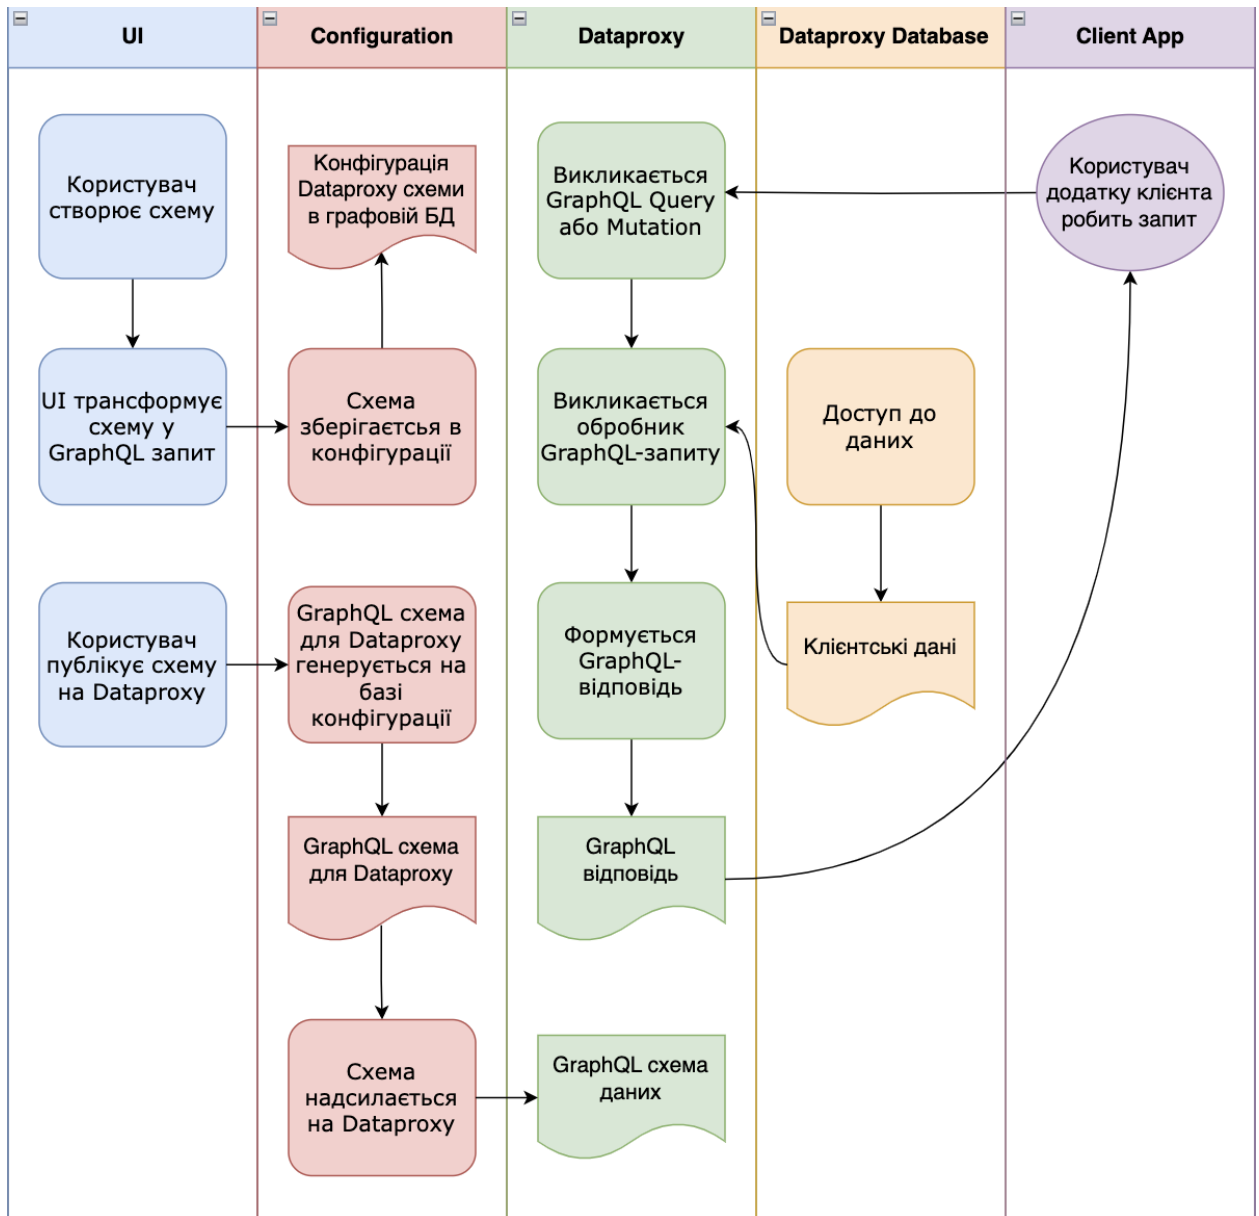 UI
Configuration
Dataproxy
Dataproxy Database
Client App
Користувач
створює схему
UI трансформує
схему у
GraphQL запит
Користувач
публікує схему
на Dataproxy
Конфігурація
Dataproxy схеми
в графовій БД
Схема
зберігаєтсья в
конфігурації
GraphQL схема
для Dataproxy
генерується на
базі
конфігурації
GraphQL схема
для Dataproxy
Схема
надсилається
на Dataproxy
Викликається
GraphQL Query
або Mutation
Викликається
обробник
GraphQL-запиту
Формується
GraphQL-
відповідь
GraphQL
відповідь
GraphQL схема
даних
Доступ до
даних
Клієнтські дані
Користувач
додатку клієнта
робить запит